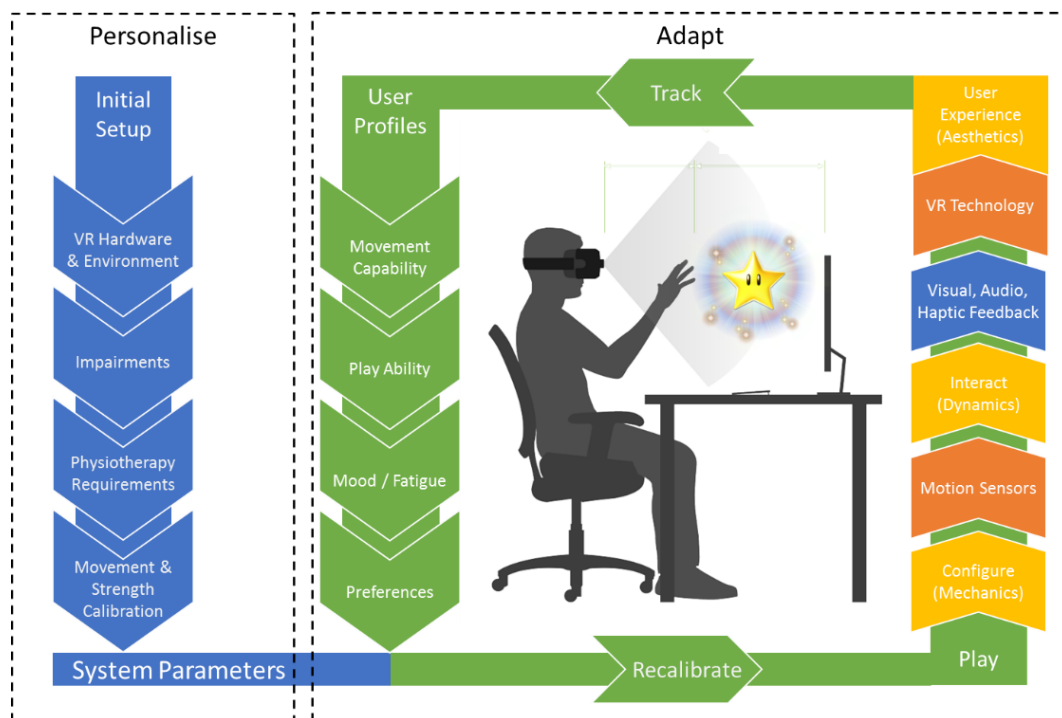 Personalise
Initial
Setup
VR Hardware
& Environment
Impairments
Physiotherapy
Requirements
Movement &
Strength
Calibration
System Parameters
Adapt
User
Profiles
Movement
Capability
Play Ability
Mood / Fatigue
Preferences
Track
Recalibrate
User
Experience
(Aesthetics)
VR Technology
Visual, Audio,
Haptic Feedback
Interact
(Dynamics)
Motion Sensors
Configure
(Mechanics)
Play